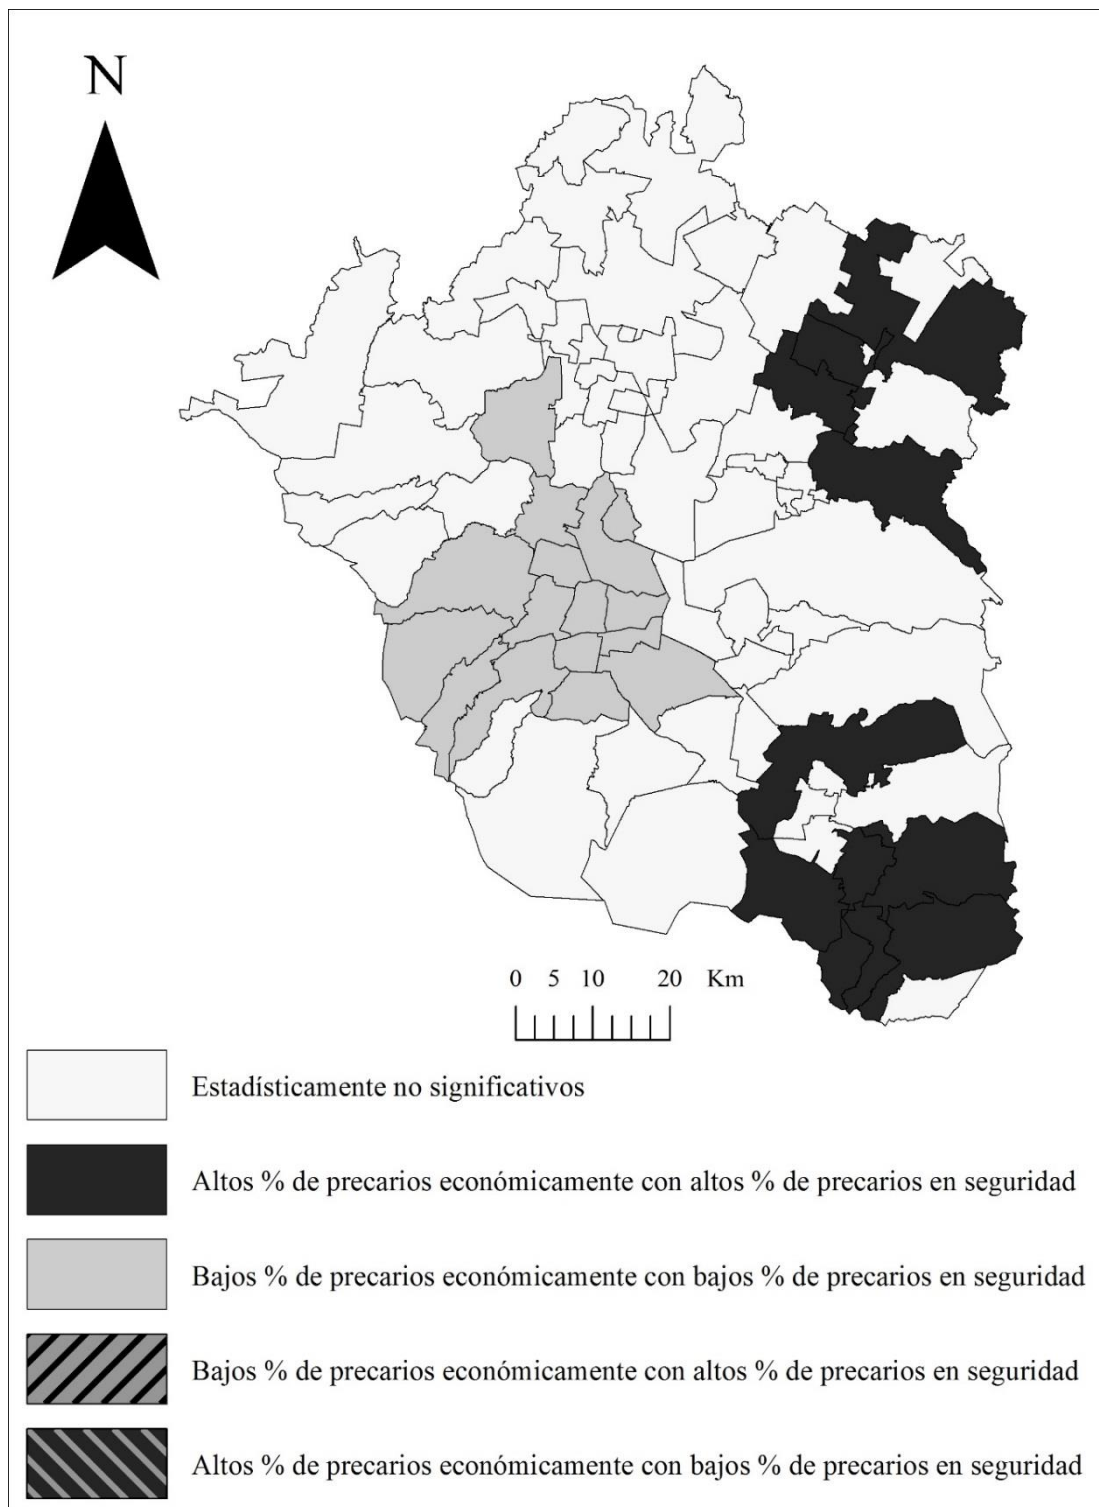 N
0 5 10 20 Km
Estadísticamente no significativos
Altos % de precarios económicamente con altos % de precarios en seguridad
Bajos % de precarios económicamente con bajos % de precarios en seguridad
Bajos % de precarios económicamente con altos % de precarios en seguridad
Altos % de precarios económicamente con bajos % de precarios en seguridad